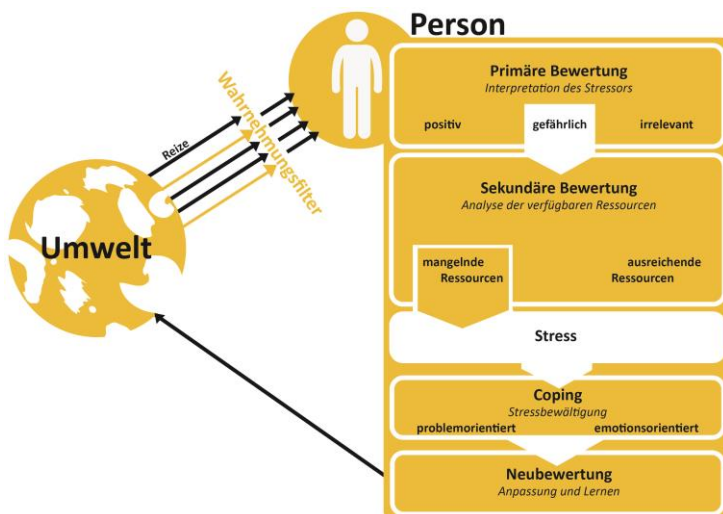 Person
Umwelt
Reize
Wahrnehmungsfilter
Primäre Bewertung
Interpretation des Stressors
positiv
gefährlich
irrelevant
Sekundäre Bewertung
Analyse der verfügbaren Ressourcen
mangelnde
Ressourcen
ausreichende
Ressourcen
Stress
Coping
Stressbewältigung
problemorientiert
emotionsorientiert
Neubewertung
Anpassung und Lernen